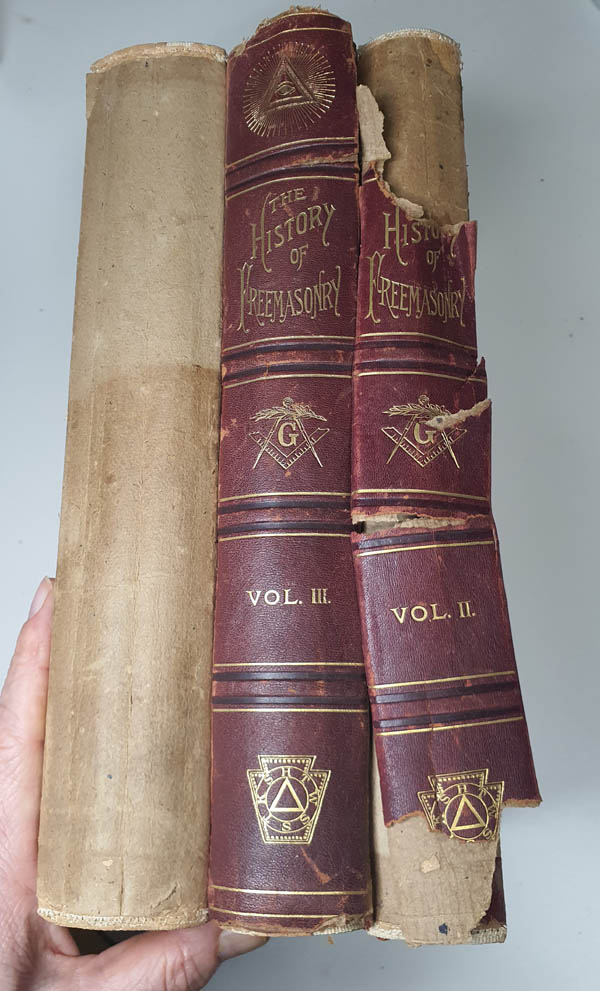 THE
HISTORY
OF
FREEMASONRY
G
VOL. III.
HISTORY
OF
FREEMASONRY
G
VOL. II.